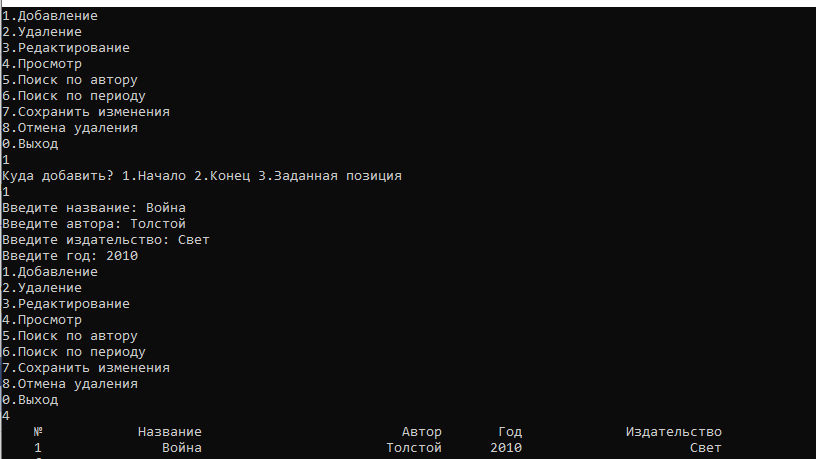 1.Добавление
2.Удаление
3.Редактирование
4.Просмотр
5.Поиск по автору
6.Поиск по периоду
7.Сохранить изменения
8.Отмена удаления
0.Выход
1
Куда добавить? 1.Начало 2.Конец 3.Заданная позиция
1
Введите название: Война
Введите автора: Толстой
Введите издательство: Свет
Введите год: 2010
1.Добавление
2.Удаление
3.Редактирование
4.Просмотр
5.Поиск по автору
6.Поиск по периоду
7.Сохранить изменения
8.Отмена удаления
0.Выход
4
№ Название Автор Год Издательство
1 Война Толстой 2010 Свет